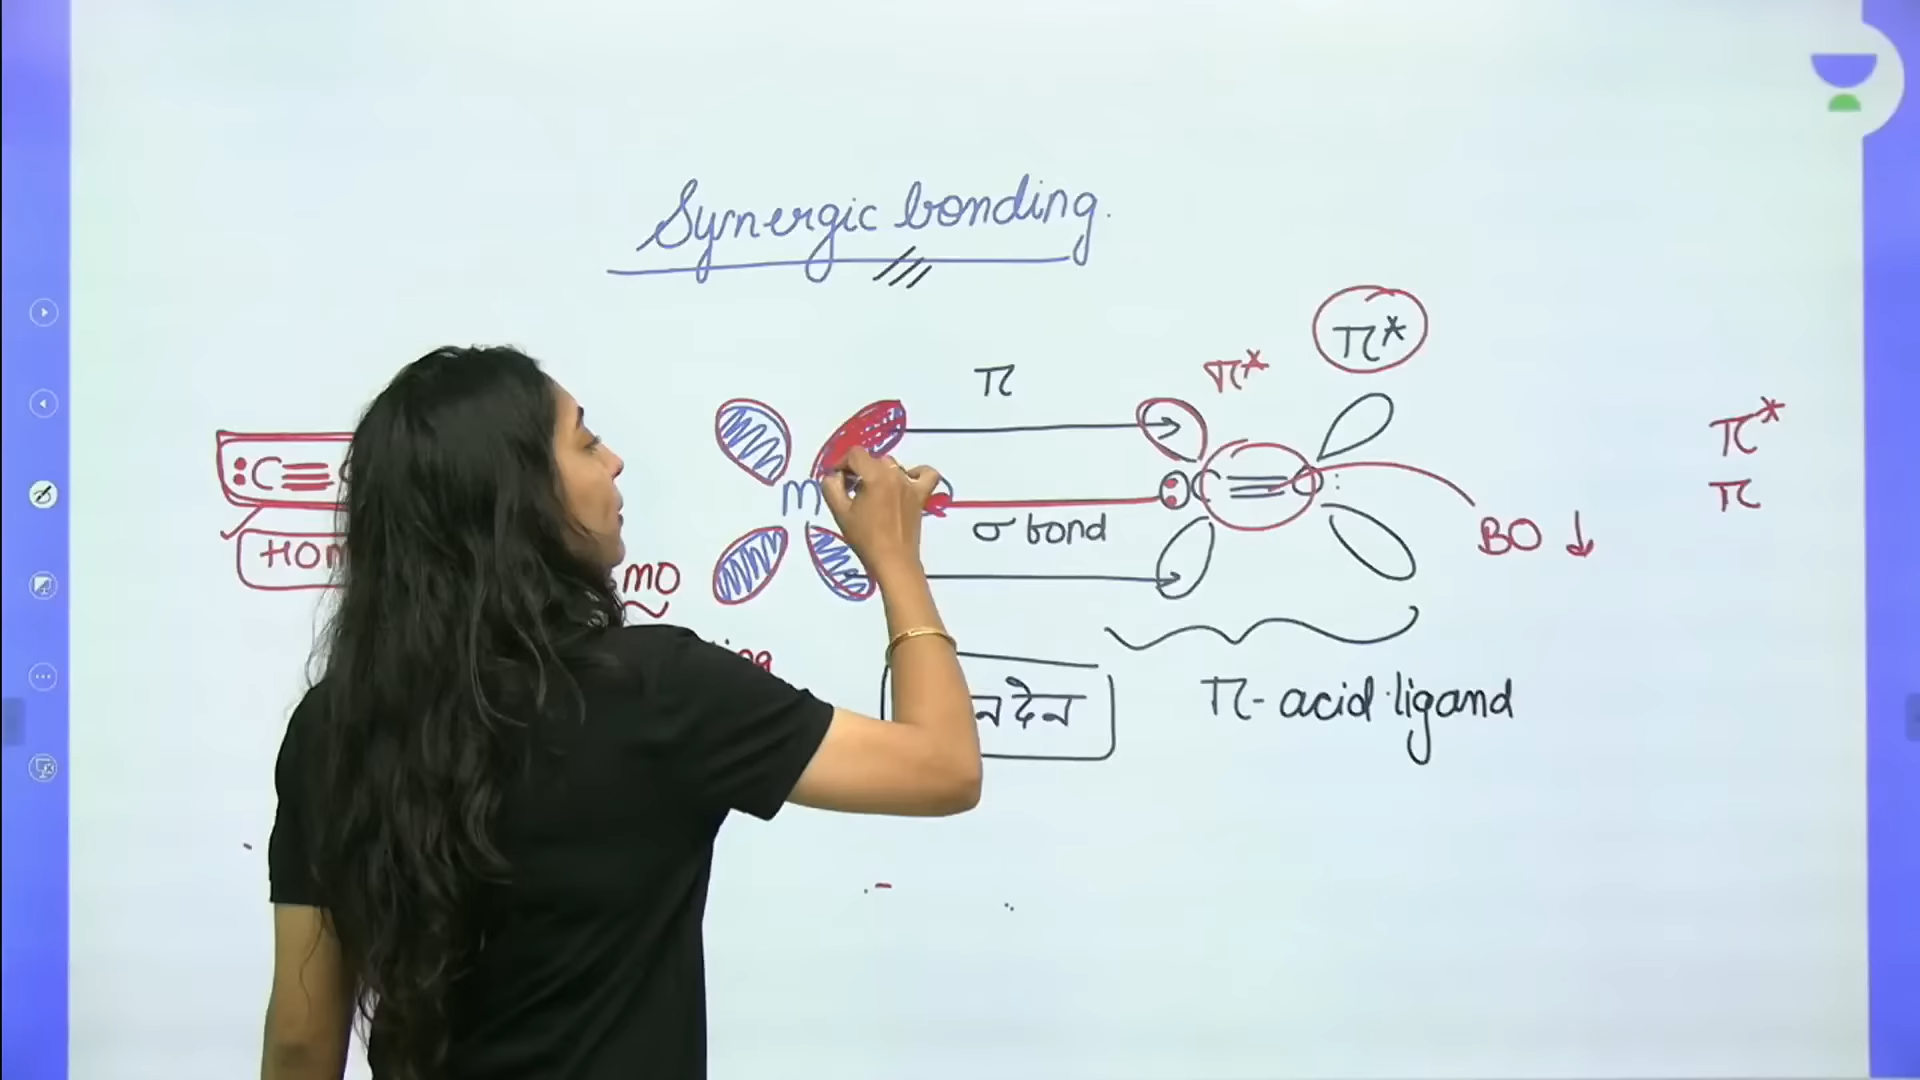 Synergic bonding.
π*
π*
π
π*
:C≡
M
C≡O:
π
σ bond
BO ↓
HOM
MO
न देन
π-acid ligand